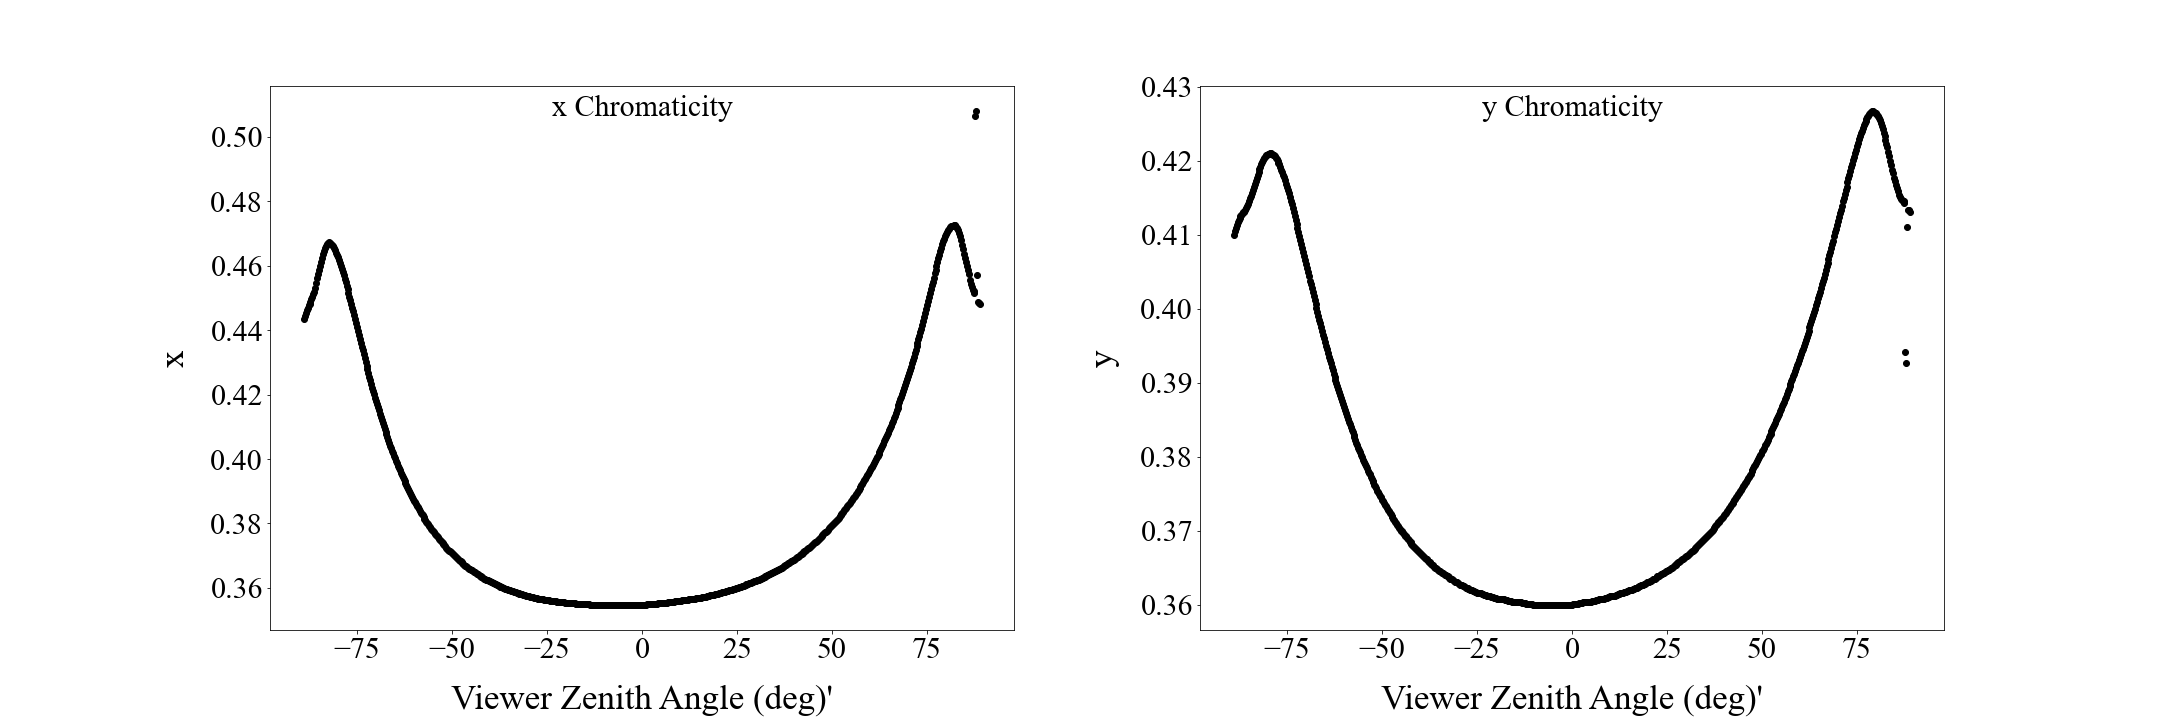 x Chromaticity
0.50
0.48
0.46
0.44
0.42
0.40
0.38
0.36
x
−75 −50 −25 0 25 50 75
Viewer Zenith Angle (deg)'
y Chromaticity
0.43
0.42
0.41
0.40
0.39
0.38
0.37
0.36
y
−75 −50 −25 0 25 50 75
Viewer Zenith Angle (deg)'